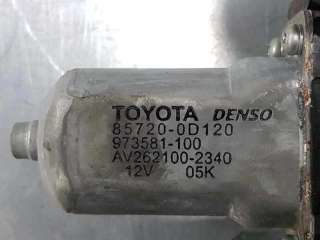 TOYOTA DENSO
85720-0D120
973581-100
AV262100-2340
12V 05K